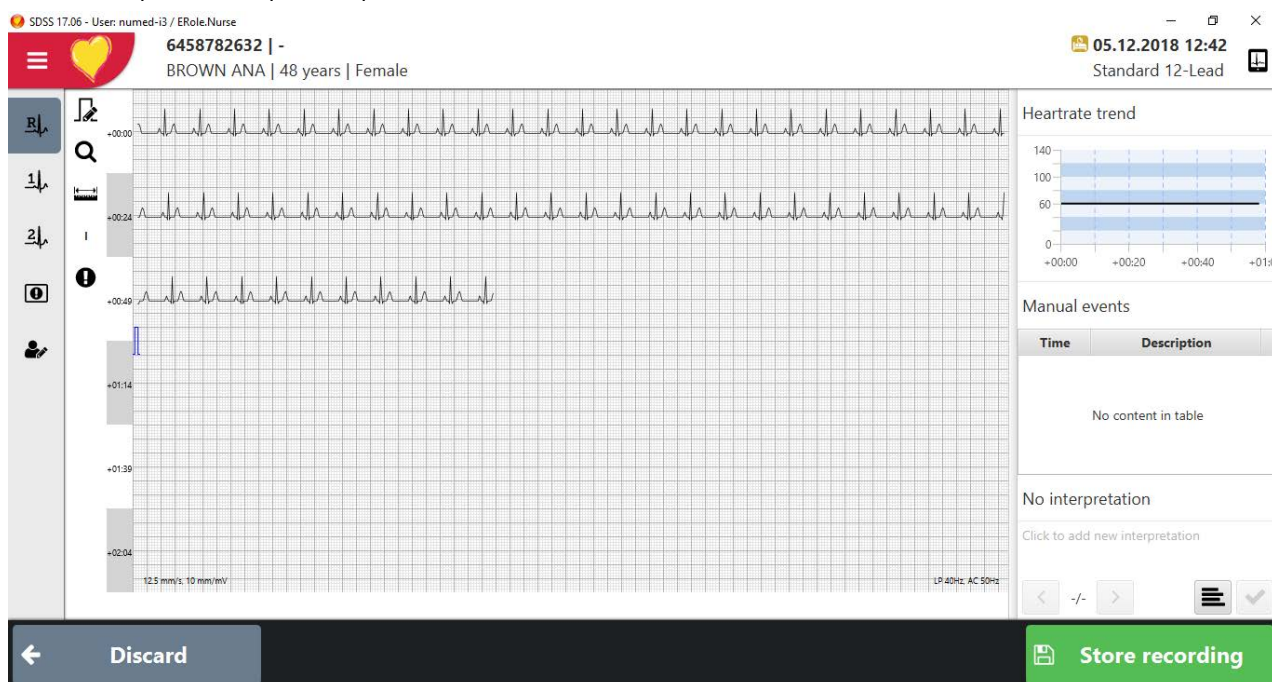 SDSS 17.06 - User: numed-i3 / ERole.Nurse
6458782632 | -
BROWN ANA | 48 years | Female
05.12.2018 12:42
Standard 12-Lead
R
1
2
I
+00:00
+00:24
+00:49
+01:14
+01:39
+02:04
12.5 mm/s, 10 mm/mV
LP 40Hz, AC 50Hz
Heartrate trend
140
100
60
0
+00:00 +00:20 +00:40 +01:
Manual events
Time Description
No content in table
No interpretation
Click to add new interpretation
-/-
Discard
Store recording